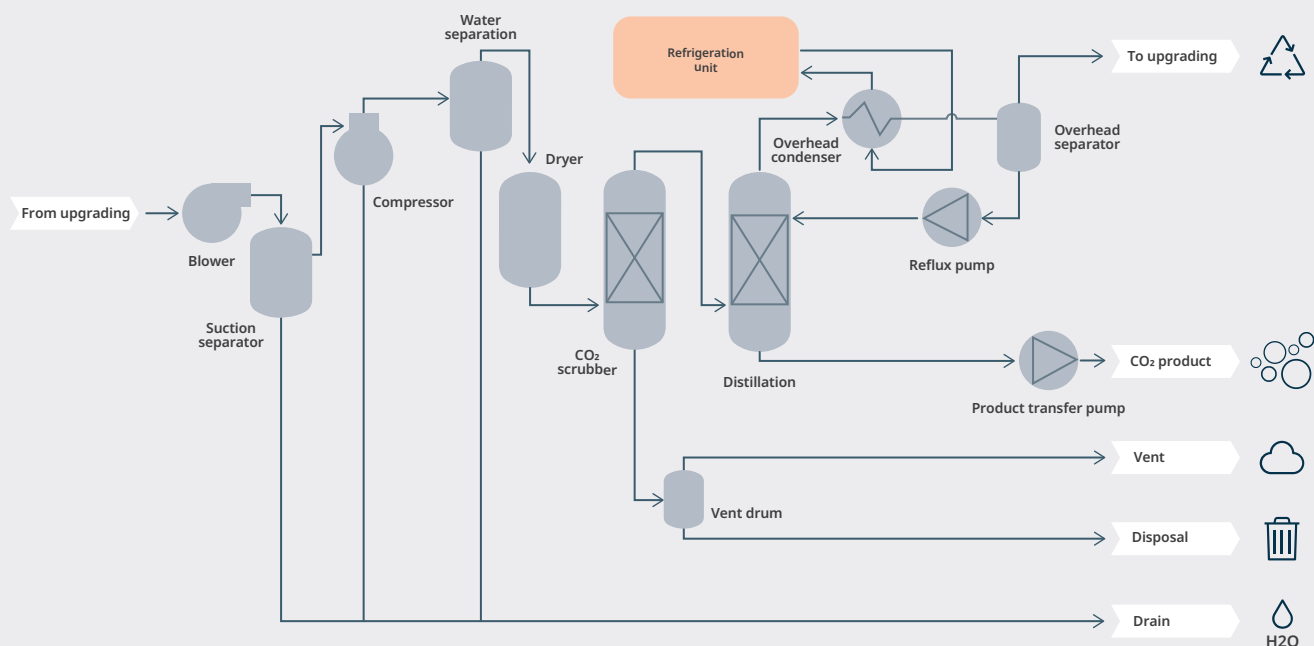 Water
separation
Refrigeration
unit
To upgrading
Overhead
condenser
Overhead
separator
Dryer
Compressor
From upgrading
Blower
Reflux pump
Suction
separator
CO₂
scrubber
Distillation
CO₂ product
Product transfer pump
Vent
Vent drum
Disposal
Drain
H2O